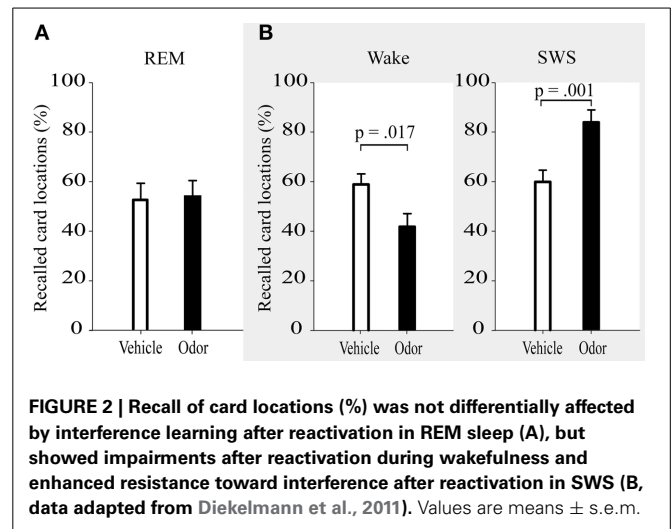 A
B
REM
Wake
SWS
Recalled card locations (%)
100
80
60
40
20
0
Vehicle
Odor
Recalled card locations (%)
100
80
60
40
20
0
p = .017
Vehicle
Odor
100
80
60
40
20
0
p = .001
Vehicle
Odor
FIGURE 2 | Recall of card locations (%) was not differentially affected
by interference learning after reactivation in REM sleep (A), but
showed impairments after reactivation during wakefulness and
enhanced resistance toward interference after reactivation in SWS (B,
data adapted from Diekelmann et al., 2011). Values are means ± s.e.m.